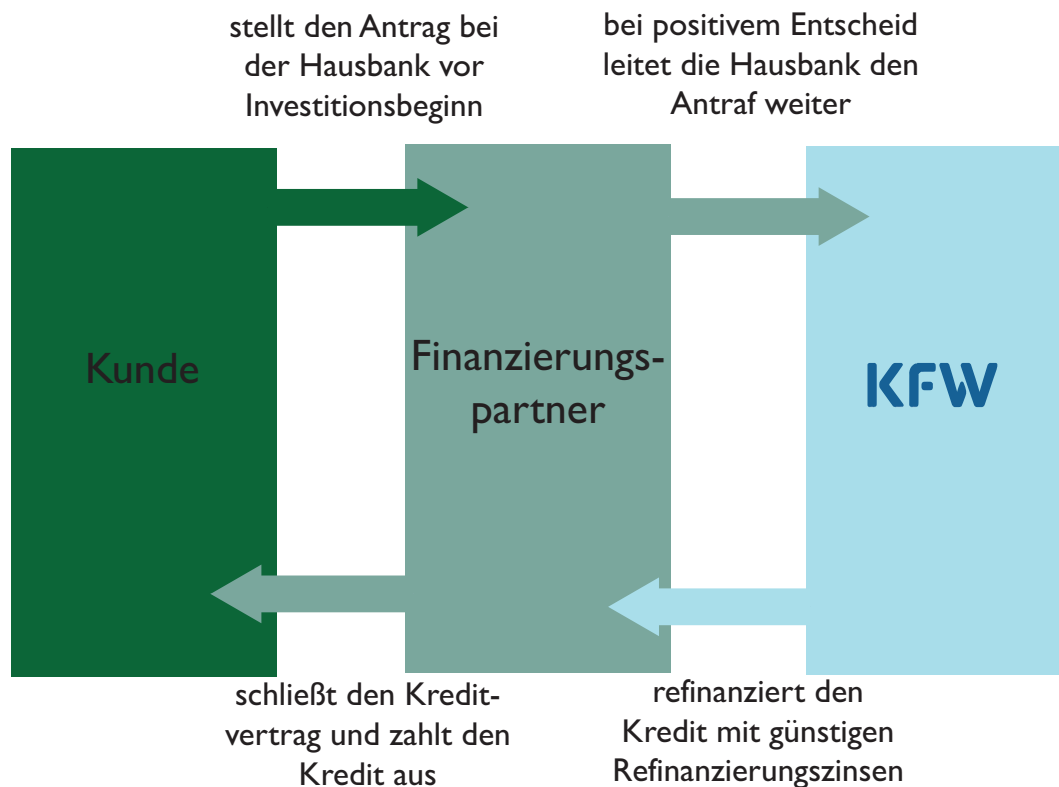 stellt den Antrag bei
der Hausbank vor
Investitionsbeginn
bei positivem Entscheid
leitet die Hausbank den
Antraf weiter
Kunde
Finanzierungs-
partner
KFW
schließt den Kredit-
vertrag und zahlt den
Kredit aus
refinanziert den
Kredit mit günstigen
Refinanzierungszinsen